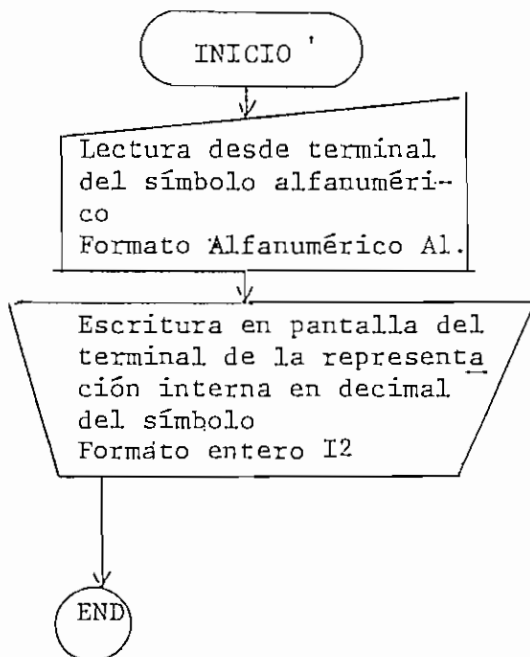 INICIO
Lectura desde terminal
del símbolo alfanuméri-
co
Formato Alfanumérico Al.
Escritura en pantalla del
terminal de la representa
ción interna en decimal
del símbolo
Formato entero I2
END